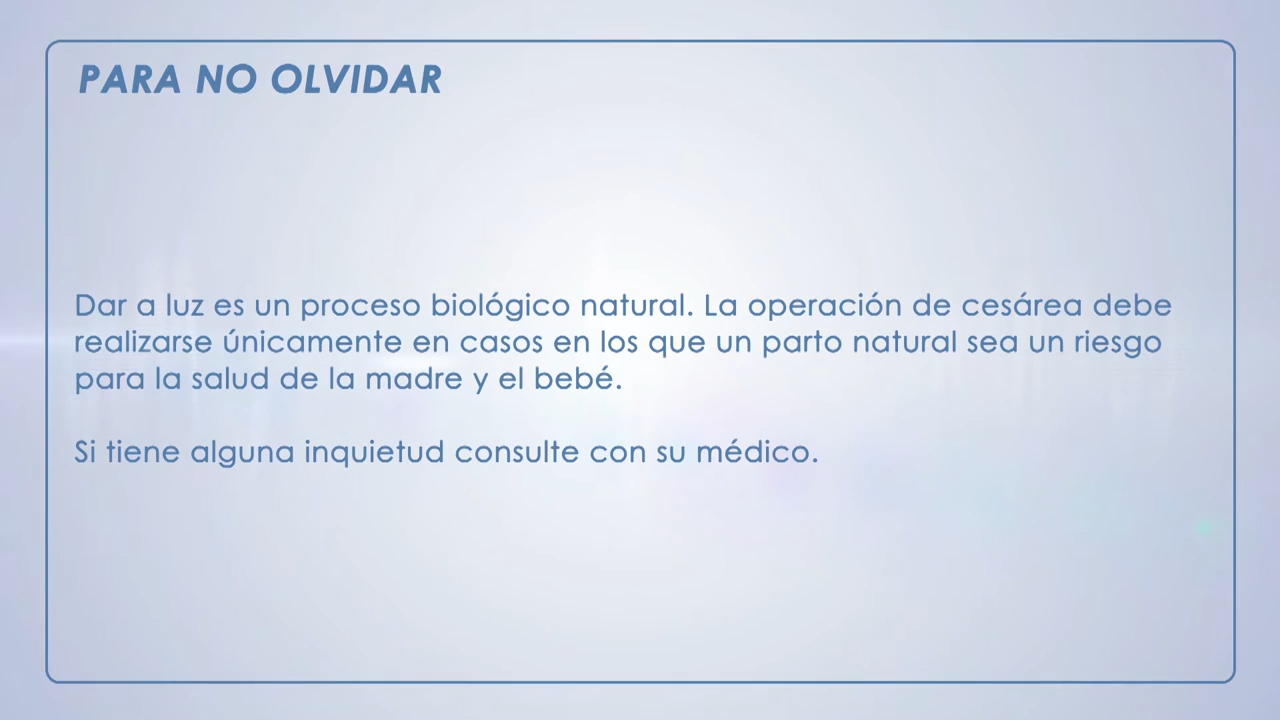 PARA NO OLVIDAR
Dar a luz es un proceso biológico natural. La operación de cesárea debe
realizarse únicamente en casos en los que un parto natural sea un riesgo
para la salud de la madre y el bebé.
Si tiene alguna inquietud consulte con su médico.